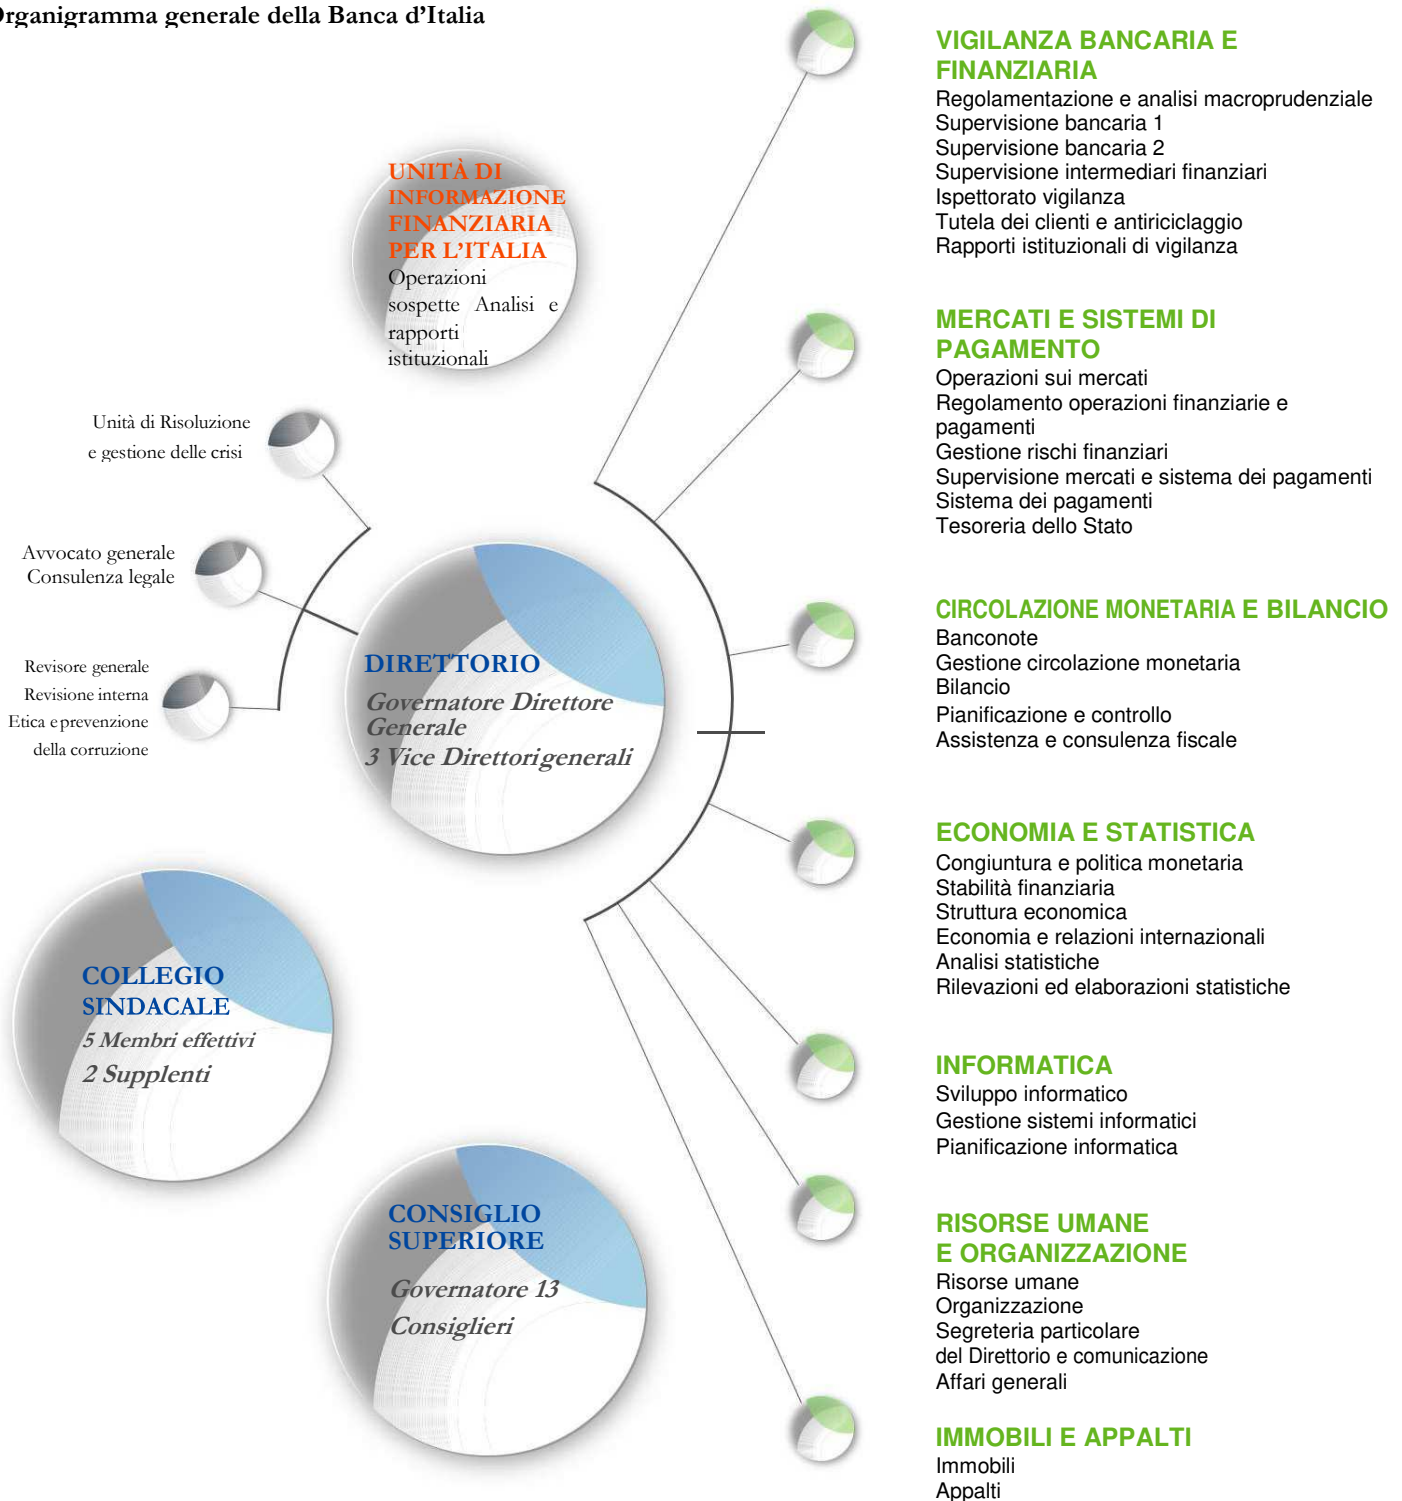 Organigramma generale della Banca d’Italia
UNITÀ DI
INFORMAZIONE
FINANZIARIA
PER L’ITALIA
Operazioni
sospette Analisi e
rapporti
istituzionali
Unità di Risoluzione
e gestione delle crisi
Avvocato generale
Consulenza legale
Revisore generale
Revisione interna
Etica e prevenzione
della corruzione
DIRETTORIO
Governatore Direttore
Generale
3 Vice Direttori generali
COLLEGIO
SINDACALE
5 Membri effettivi
2 Supplenti
CONSIGLIO
SUPERIORE
Governatore 13
Consiglieri
VIGILANZA BANCARIA E
FINANZIARIA
Regolamentazione e analisi macroprudenziale
Supervisione bancaria 1
Supervisione bancaria 2
Supervisione intermediari finanziari
Ispettorato vigilanza
Tutela dei clienti e antiriciclaggio
Rapporti istituzionali di vigilanza
MERCATI E SISTEMI DI
PAGAMENTO
Operazioni sui mercati
Regolamento operazioni finanziarie e
pagamenti
Gestione rischi finanziari
Supervisione mercati e sistema dei pagamenti
Sistema dei pagamenti
Tesoreria dello Stato
CIRCOLAZIONE MONETARIA E BILANCIO
Banconote
Gestione circolazione monetaria
Bilancio
Pianificazione e controllo
Assistenza e consulenza fiscale
ECONOMIA E STATISTICA
Congiuntura e politica monetaria
Stabilità finanziaria
Struttura economica
Economia e relazioni internazionali
Analisi statistiche
Rilevazioni ed elaborazioni statistiche
INFORMATICA
Sviluppo informatico
Gestione sistemi informatici
Pianificazione informatica
RISORSE UMANE
E ORGANIZZAZIONE
Risorse umane
Organizzazione
Segreteria particolare
del Direttorio e comunicazione
Affari generali
IMMOBILI E APPALTI
Immobili
Appalti